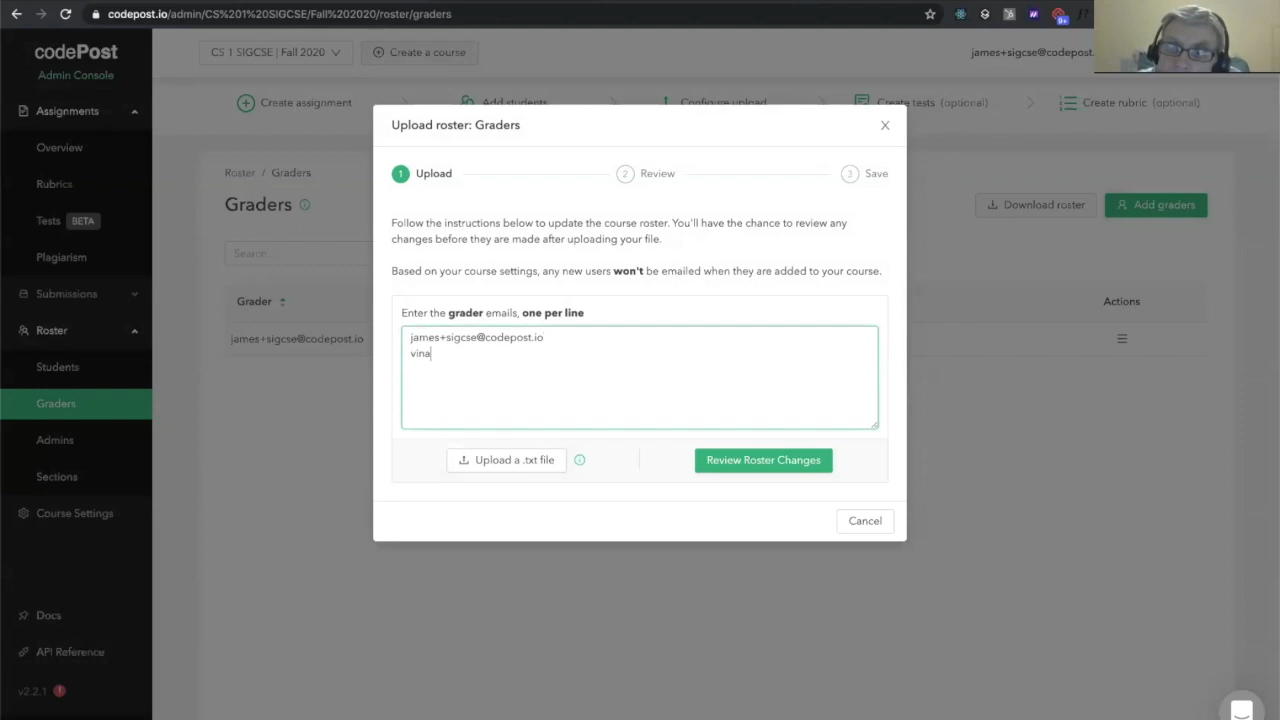 codepost.io/admin/CS%201%20SIGCSE/Fall%202020/roster/graders
9+
codePost
Admin Console
CS 1 SIGCSE | Fall 2020
Create a course
james+sigcse@codepost.
Create assignment
Add students
Configure upload
Create tests (optional)
Create rubric (optional)
Assignments
Overview
Rubrics
Tests BETA
Plagiarism
Submissions
Roster
Students
Graders
Admins
Sections
Course Settings
Docs
API Reference
v2.2.1
Roster / Graders
Graders
Download roster
Add graders
Search...
Grader
Actions
james+sigcse@codepost.io
Upload roster: Graders
1 Upload
2 Review
3 Save
Follow the instructions below to update the course roster. You'll have the chance to review any
changes before they are made after uploading your file.
Based on your course settings, any new users won't be emailed when they are added to your course.
Enter the grader emails, one per line
james+sigcse@codepost.io
vina
Upload a .txt file
Review Roster Changes
Cancel